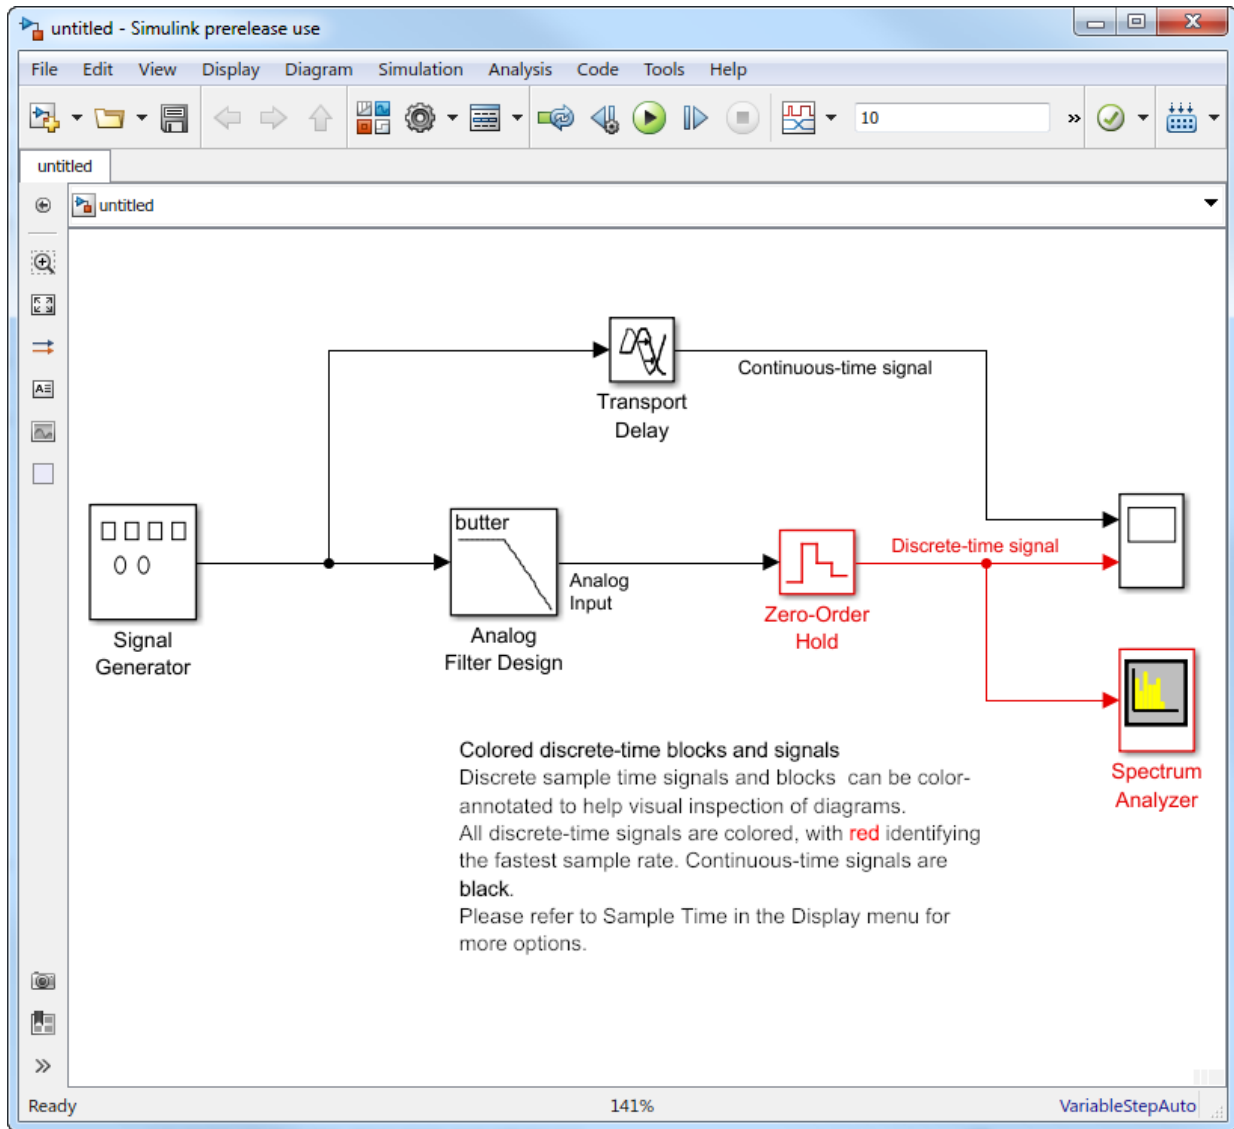 untitled - Simulink prerelease use
File Edit View Display Diagram Simulation Analysis Code Tools Help
10
»
untitled
untitled
A
Continuous-time signal
Transport
Delay
butter
Discrete-time signal
Analog
Input
Signal
Generator
Analog
Filter Design
Zero-Order
Hold
Colored discrete-time blocks and signals
Discrete sample time signals and blocks can be color-
annotated to help visual inspection of diagrams.
All discrete-time signals are colored, with red identifying
the fastest sample rate. Continuous-time signals are
black.
Please refer to Sample Time in the Display menu for
more options.
Spectrum
Analyzer
»
Ready 141% VariableStepAuto